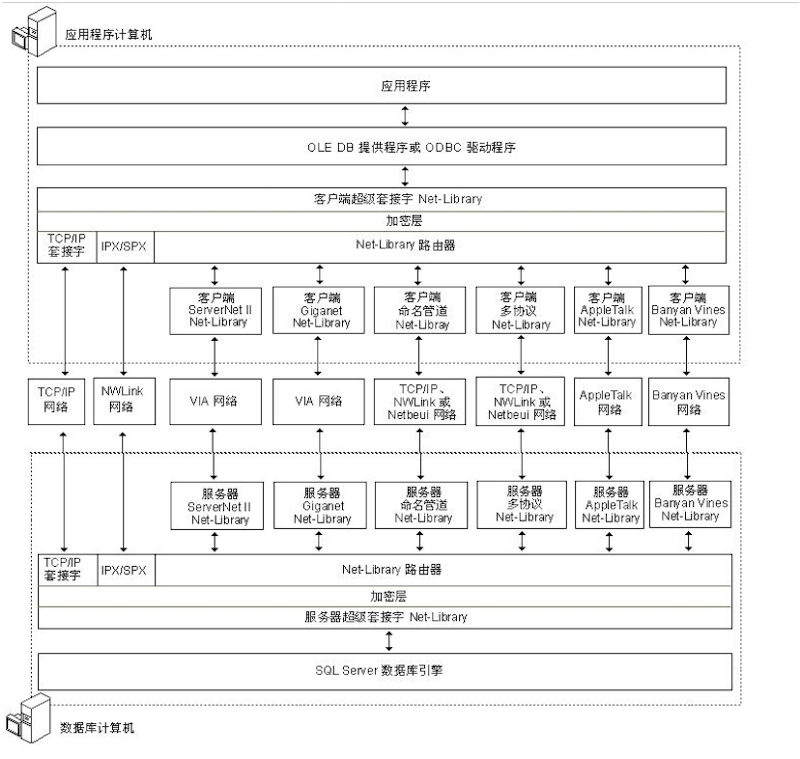 应用程序计算机
应用程序
OLE DB 提供程序或 ODBC 驱动程序
客户端超级套接字 Net-Library
加密层
TCP/IP
套接字
IPX/SPX
Net-Library 路由器
客户端
ServerNet II
Net-Library
客户端
Giganet
Net-Library
客户端
命名管道
Net-Libray
客户端
多协议
Net-Library
客户端
AppleTalk
Net-Library
客户端
Banyan Vines
Net-Library
TCP/IP
网络
NWLink
网络
VIA 网络
VIA 网络
TCP/IP、
NWLink 或
Netbeui 网络
TCP/IP、
NWLink 或
Netbeui 网络
AppleTalk
网络
Banyan Vines
网络
服务器
ServerNet II
Net-Library
服务器
Giganet
Net-Library
服务器
命名管道
Net-Library
服务器
多协议
Net-Library
服务器
AppleTalk
Net-Library
服务器
Banyan Vines
Net-Library
TCP/IP
套接字
IPX/SPX
Net-Library 路由器
加密层
服务器超级套接字 Net-Library
SQL Server 数据库引擎
数据库计算机